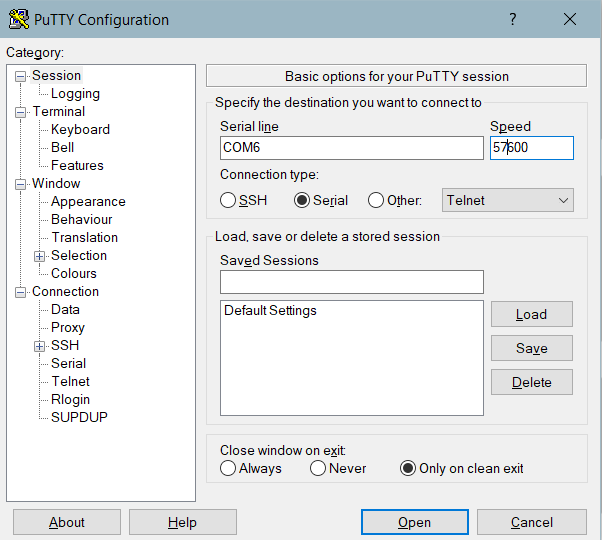 PuTTY Configuration
Category:
Session
Logging
Terminal
Keyboard
Bell
Features
Window
Appearance
Behaviour
Translation
Selection
Colours
Connection
Data
Proxy
SSH
Serial
Telnet
Rlogin
SUPDUP
Basic options for your PuTTY session
Specify the destination you want to connect to
Serial line Speed
COM6 57600
Connection type:
SSH Serial Other: Telnet
Load, save or delete a stored session
Saved Sessions
Default Settings
Load
Save
Delete
Close window on exit:
Always Never Only on clean exit
About Help Open Cancel